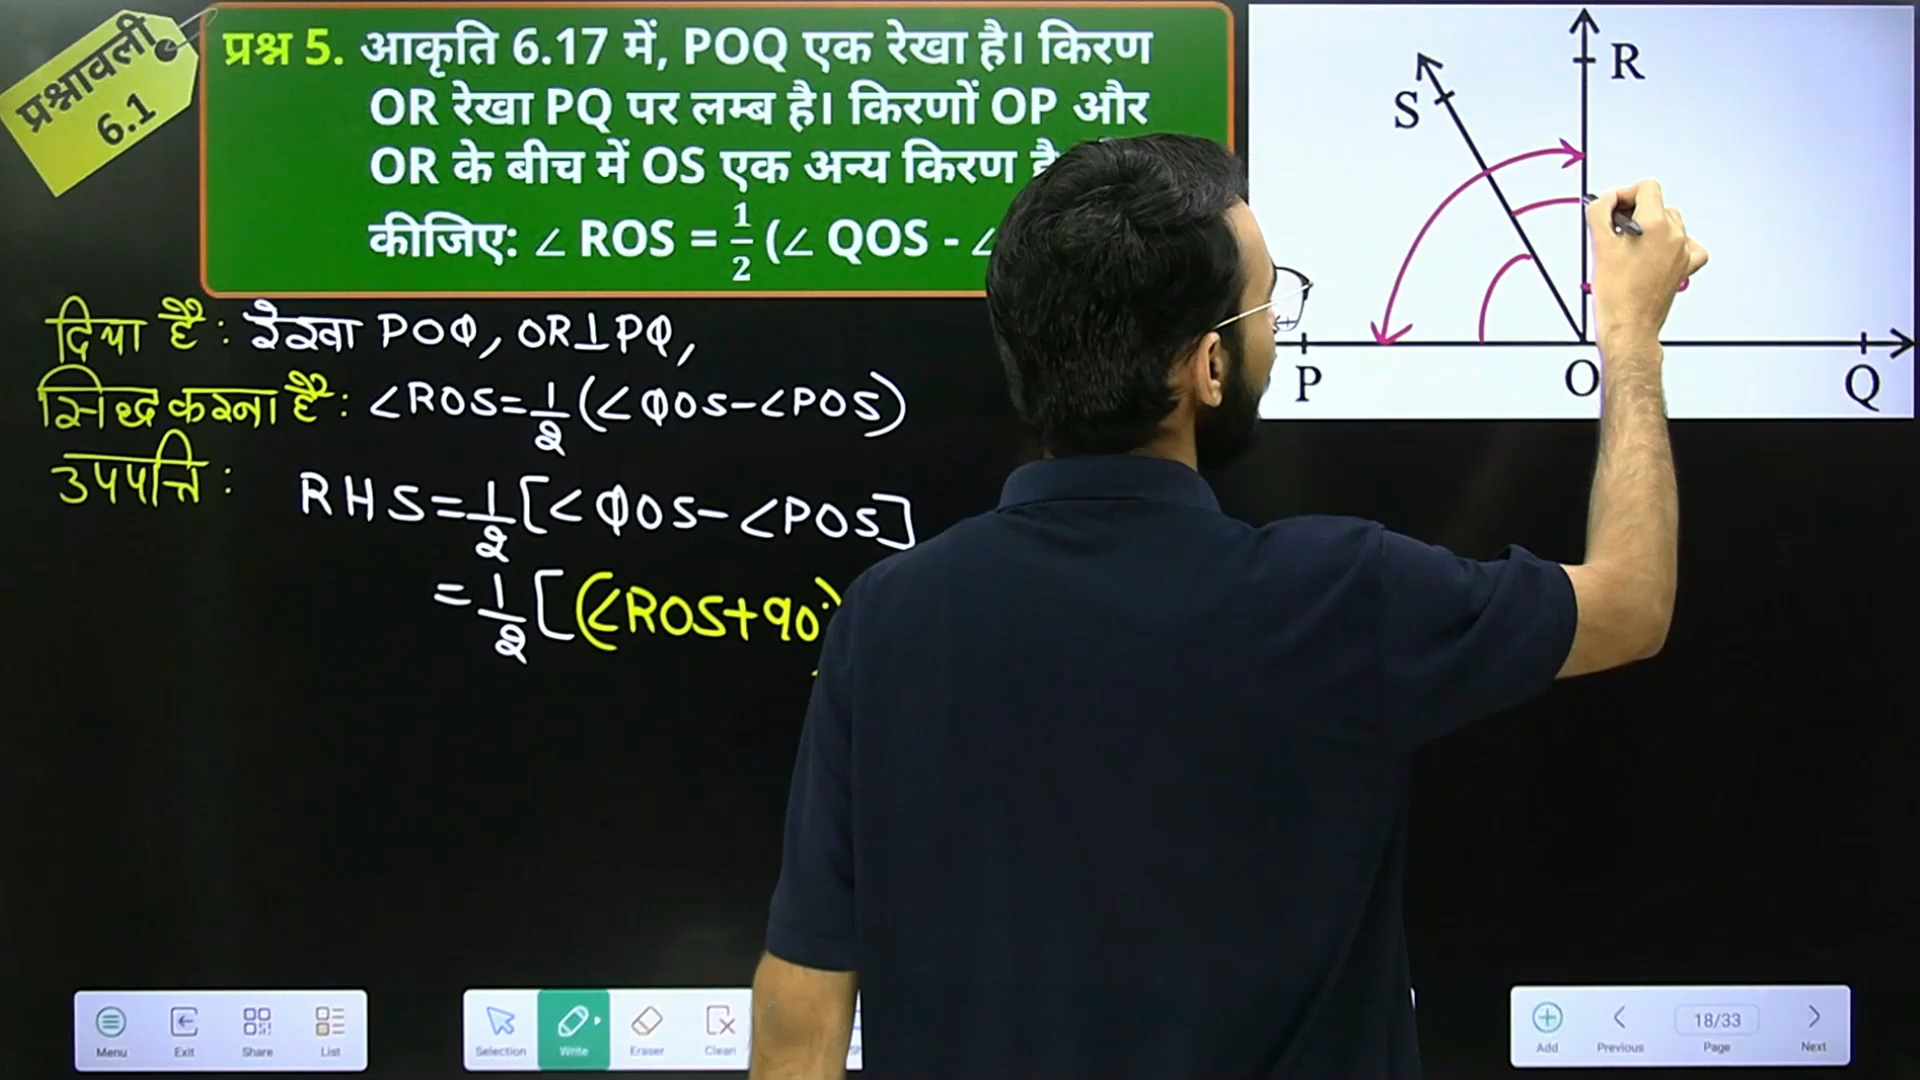 प्रश्नावली
6.1
प्रश्न 5. आकृति 6.17 में, POQ एक रेखा है। किरण
OR रेखा PQ पर लम्ब है। किरणों OP और
OR के बीच में OS एक अन्य किरण
कीजिए: ∠ ROS = 1/2 (∠ QOS - ∠
R
S
P
O
Q
दिया है: रेखा POQ, OR⊥PQ,
सिद्ध करना है: ∠ROS=1/2(∠QOS-∠POS)
उपपत्ति: RHS=1/2[∠QOS-∠POS]
=1/2[(∠ROS+90°)
Menu
Exit
Share
List
Selection
Write
Eraser
Clean
Add
Previous
18/33
Page
Next